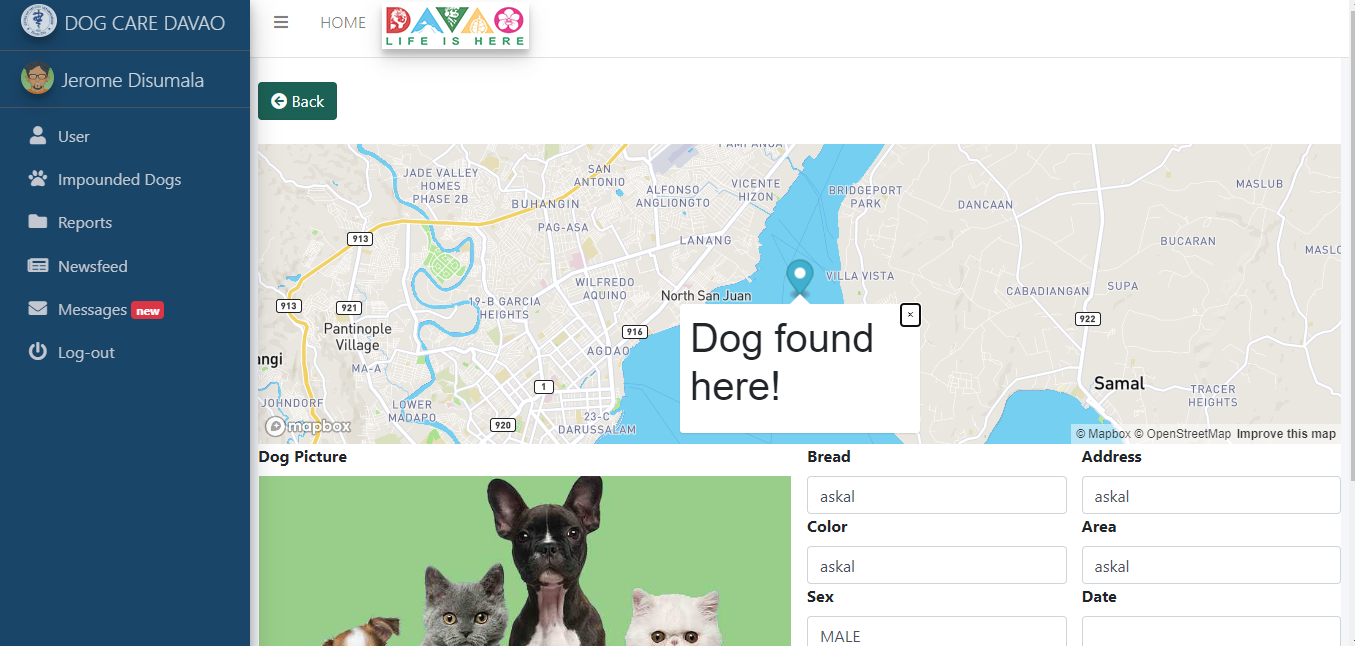 DOG CARE DAVAO
HOME
DAVAO
LIFE IS HERE
Jerome Disumala
User
Impounded Dogs
Reports
Newsfeed
Messages new
Log-out
Back
JADE VALLEY
HOMES
PHASE 2B
SAN
ANTONIO
ALFONSO
ANGLIONGTO
VICENTE
HIZON
BRIDGEPORT
PARK
MASLUB
BUHANGIN
DANCAAN
PAG-ASA
LANANG
BUCARAN
913
VILLA VISTA
WILFREDO
AQUINO
North San Juan
CABADIANGAN
SUPA
913
921
19-B GARCIA
HEIGHTS
Pantinople
Village
916
922
AGDAO
MA-A
Dog found
here!
×
1
Samal
TRACER
HEIGHTS
JOHNDORF
LOWER
MADAPO
920
23-C
DARUSSALAM
mapbox
© Mapbox © OpenStreetMap Improve this map
Dog Picture
Bread
Address
askal
askal
Color
Area
askal
askal
Sex
Date
MALE